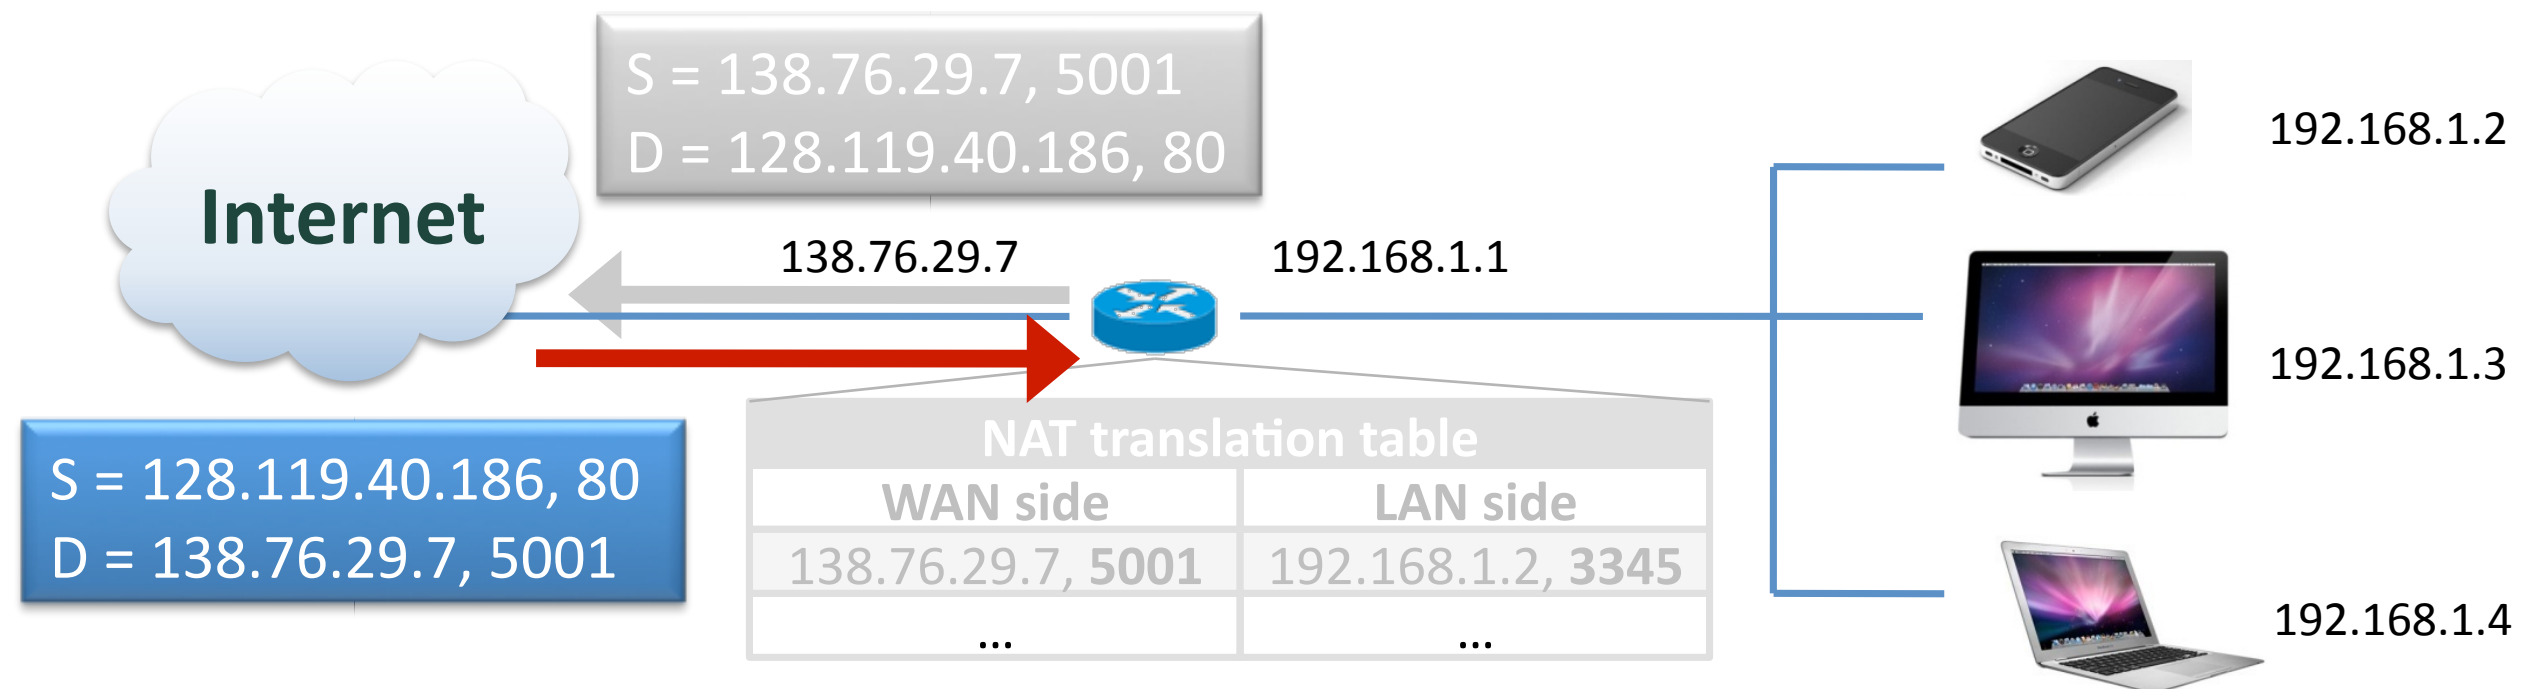 S = 138.76.29.7, 5001
D = 128.119.40.186, 80
Internet
138.76.29.7
192.168.1.1
192.168.1.2
192.168.1.3
192.168.1.4
S = 128.119.40.186, 80
D = 138.76.29.7, 5001
NAT translation table
WAN side LAN side
138.76.29.7, 5001 192.168.1.2, 3345
... ...